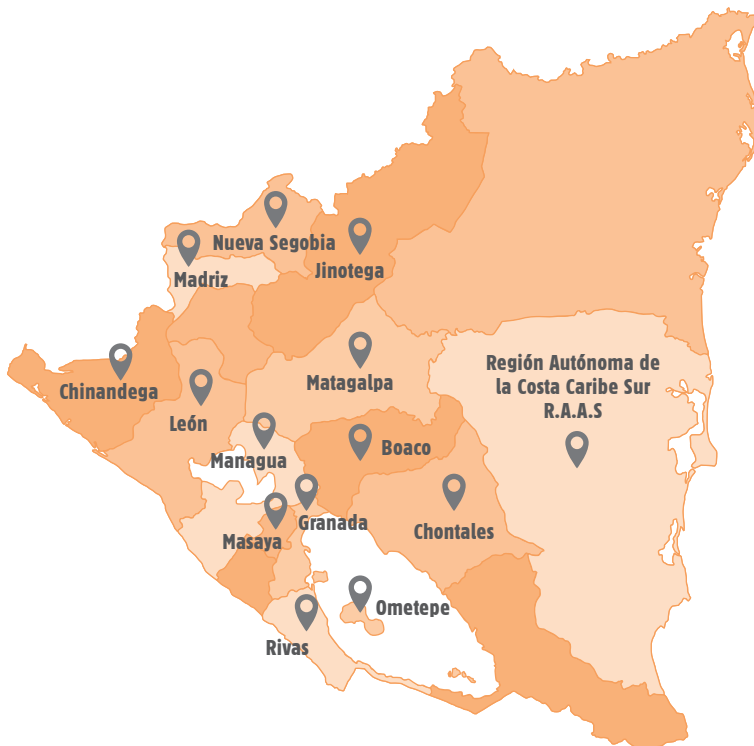 Nueva Segobia
Jinotega
Madriz
Chinandega
Matagalpa
Región Autónoma de
la Costa Caribe Sur
R.A.A.S
León
Managua
Boaco
Granada
Chontales
Masaya
Ometepe
Rivas